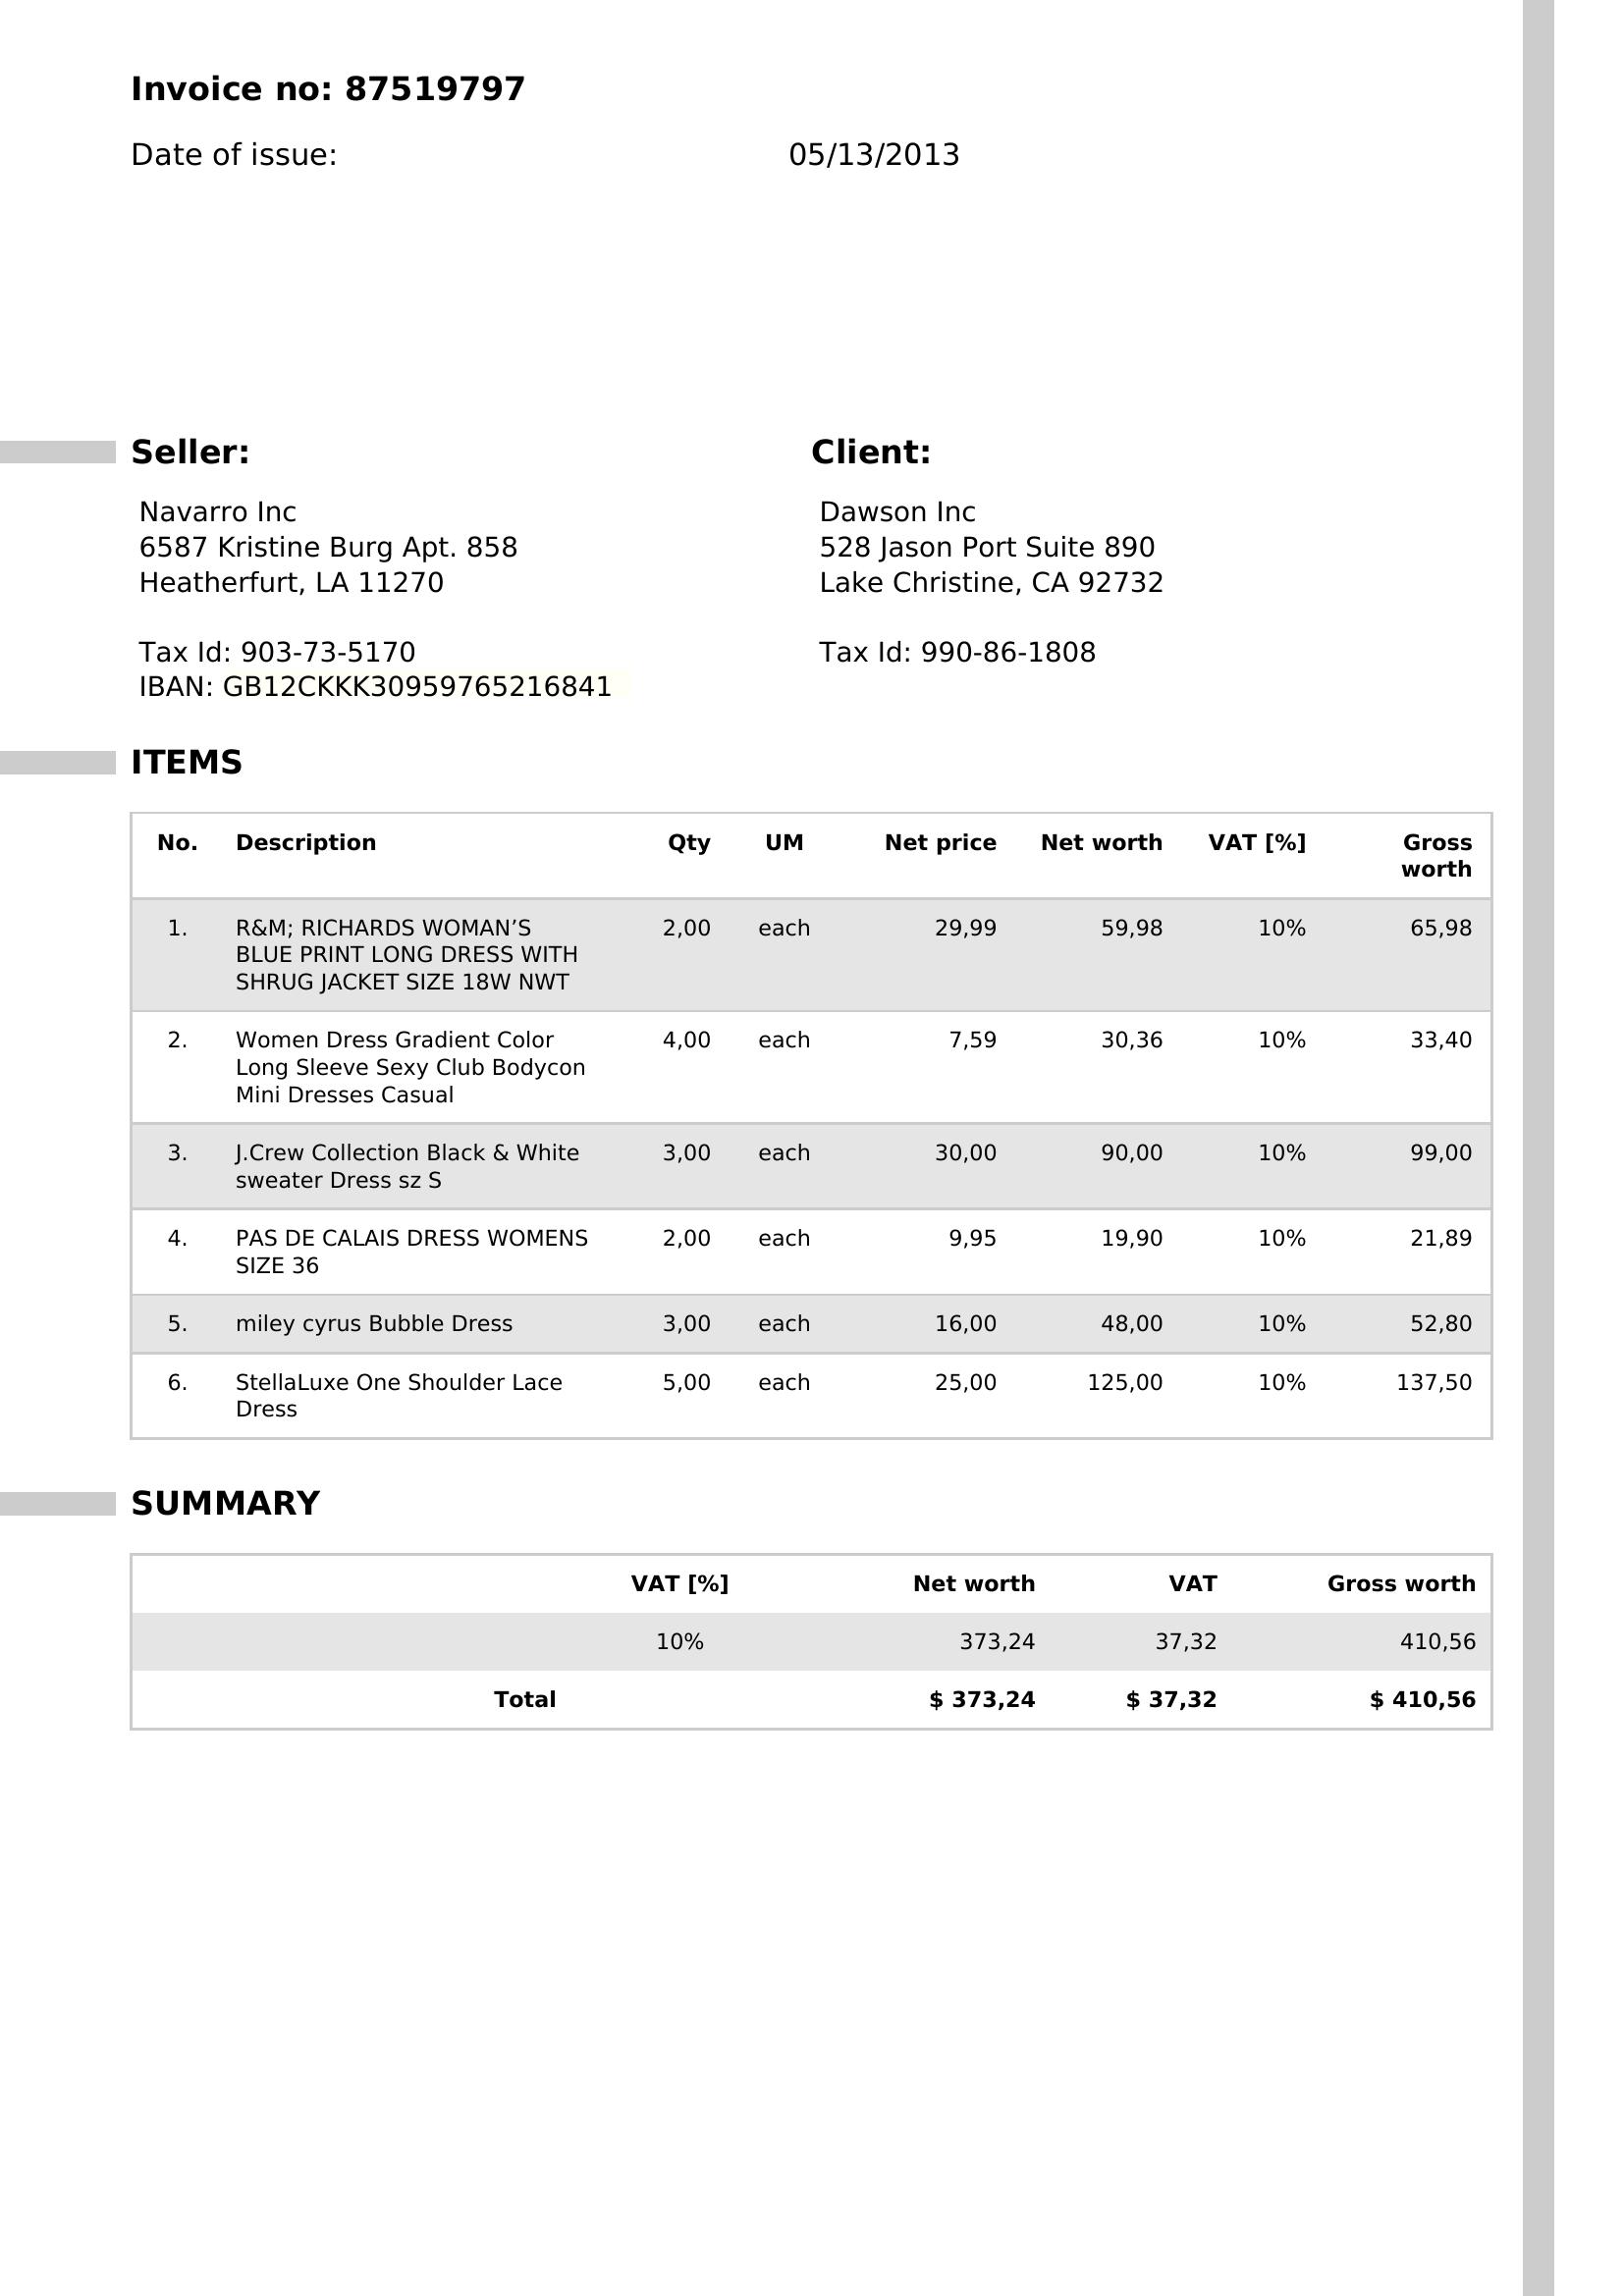 Invoice no: 87519797
Date of issue: 05/13/2013
Seller:
Navarro Inc
6587 Kristine Burg Apt. 858
Heatherfurt, LA 11270
Tax Id: 903-73-5170
IBAN: GB12CKKK30959765216841
Client:
Dawson Inc
528 Jason Port Suite 890
Lake Christine, CA 92732
Tax Id: 990-86-1808
ITEMS
No. Description Qty UM Net price Net worth VAT [%] Gross
worth
1. R&M; RICHARDS WOMAN’S 2,00 each 29,99 59,98 10% 65,98
BLUE PRINT LONG DRESS WITH
SHRUG JACKET SIZE 18W NWT
2. Women Dress Gradient Color 4,00 each 7,59 30,36 10% 33,40
Long Sleeve Sexy Club Bodycon
Mini Dresses Casual
3. J.Crew Collection Black & White 3,00 each 30,00 90,00 10% 99,00
sweater Dress sz S
4. PAS DE CALAIS DRESS WOMENS 2,00 each 9,95 19,90 10% 21,89
SIZE 36
5. miley cyrus Bubble Dress 3,00 each 16,00 48,00 10% 52,80
6. StellaLuxe One Shoulder Lace 5,00 each 25,00 125,00 10% 137,50
Dress
SUMMARY
VAT [%] Net worth VAT Gross worth
10% 373,24 37,32 410,56
Total $ 373,24 $ 37,32 $ 410,56